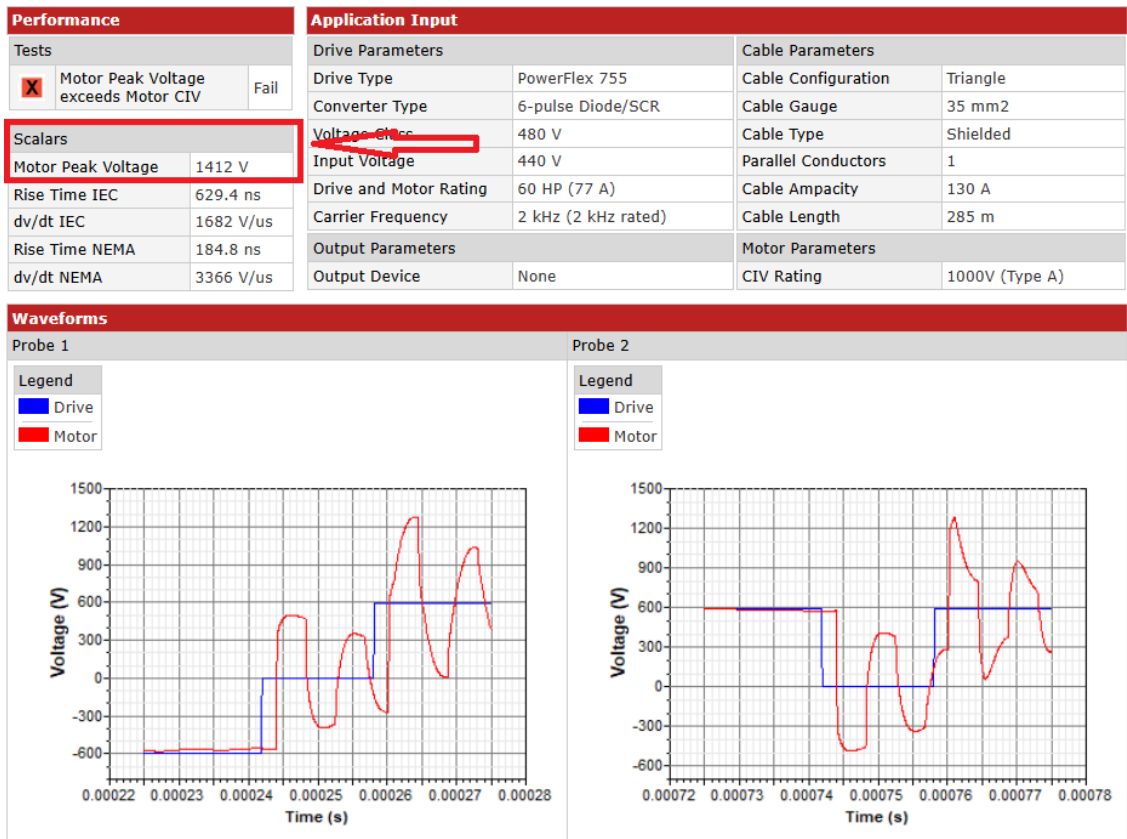 Performance
Tests
X Motor Peak Voltage exceeds Motor CIV Fail
Scalars
Motor Peak Voltage 1412 V
Rise Time IEC 629.4 ns
dv/dt IEC 1682 V/us
Rise Time NEMA 184.8 ns
dv/dt NEMA 3366 V/us
Application Input
Drive Parameters
Drive Type PowerFlex 755
Converter Type 6-pulse Diode/SCR
Voltage Class 480 V
Input Voltage 440 V
Drive and Motor Rating 60 HP (77 A)
Carrier Frequency 2 kHz (2 kHz rated)
Output Parameters
Output Device None
Cable Parameters
Cable Configuration Triangle
Cable Gauge 35 mm2
Cable Type Shielded
Parallel Conductors 1
Cable Ampacity 130 A
Cable Length 285 m
Motor Parameters
CIV Rating 1000V (Type A)
Waveforms
Probe 1
Legend
Drive
Motor
1500
1200
900
600
300
0
-300
-600
Voltage (V)
0.00022 0.00023 0.00024 0.00025 0.00026 0.00027 0.00028
Time (s)
Probe 2
Legend
Drive
Motor
1500
1200
900
600
300
0
-300
-600
Voltage (V)
0.00072 0.00073 0.00074 0.00075 0.00076 0.00077 0.00078
Time (s)